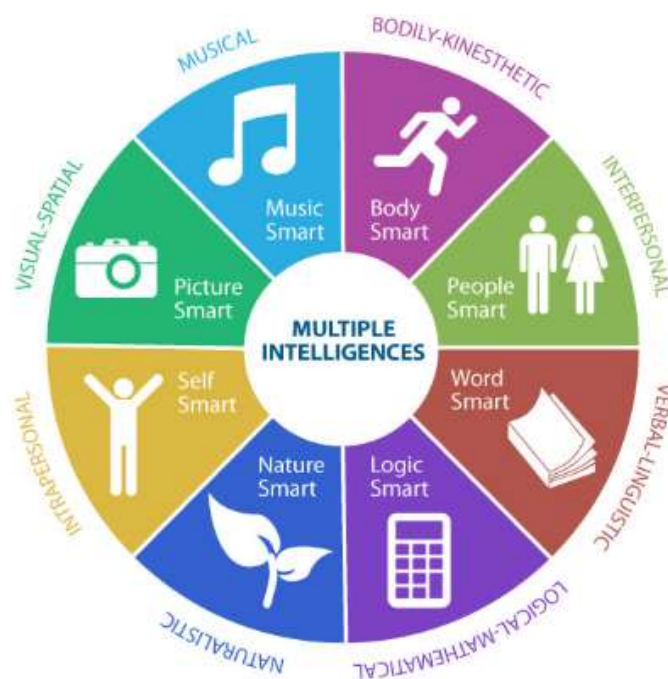 MUSICAL
BODILY-KINESTHETIC
VISUAL-SPATIAL
INTERPERSONAL
Music
Smart
Body
Smart
Picture
Smart
People
Smart
MULTIPLE
INTELLIGENCES
Self
Smart
Word
Smart
Nature
Smart
Logic
Smart
INTRAPERSONAL
VERBAL-LINGUISTIC
NATURALISTIC
LOGICAL-MATHEMATICAL